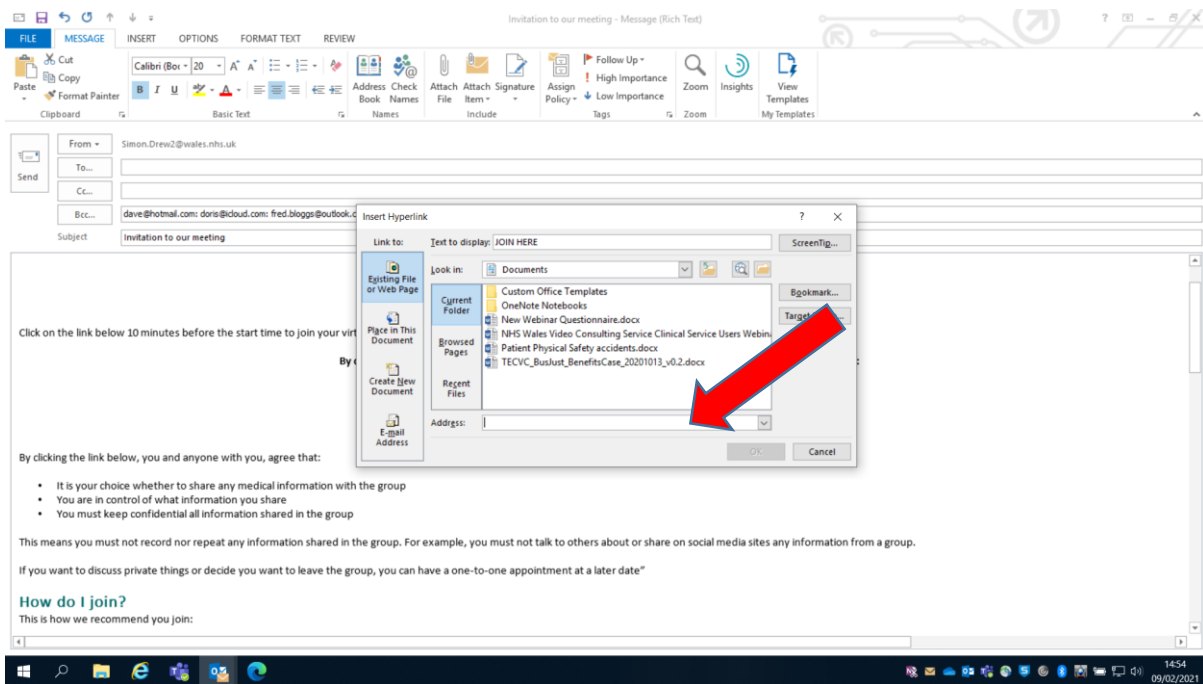 Invitation to our meeting - Message (Rich Text)
FILE MESSAGE INSERT OPTIONS FORMAT TEXT REVIEW
Paste
Cut
Copy
Format Painter
Clipboard
Calibri (Boc 20
B I U
Basic Text
Address Book
Check Names
Names
Attach File
Attach Item
Signature
Include
Assign Policy
Follow Up
High Importance
Low Importance
Tags
Zoom
Zoom
Insights
View Templates
My Templates
Send
From Simon.Drew2@wales.nhs.uk
To...
Cc...
Bcc... dave@hotmail.com: doris@icloud.com: fred.bloggs@outlook.c
Subject Invitation to our meeting
Click on the link below 10 minutes before the start time to join your virt
By
Insert Hyperlink ?
Link to: Text to display: JOIN HERE ScreenTip...
Existing File or Web Page
Place in This Document
Create New Document
E-mail Address
Look in: Documents
Current Folder
Browsed Pages
Recent Files
Custom Office Templates
OneNote Notebooks
New Webinar Questionnaire.docx
NHS Wales Video Consulting Service Clinical Service Users Webin
Patient Physical Safety accidents.docx
TECVC_BusJust_BenefitsCase_20201013_v0.2.docx
Bookmark...
Address:
OK Cancel
By clicking the link below, you and anyone with you, agree that:
• It is your choice whether to share any medical information with the group
• You are in control of what information you share
• You must keep confidential all information shared in the group
This means you must not record nor repeat any information shared in the group. For example, you must not talk to others about or share on social media sites any information from a group.
If you want to discuss private things or decide you want to leave the group, you can have a one-to-one appointment at a later date”
How do I join?
This is how we recommend you join:
14:54
09/02/2021